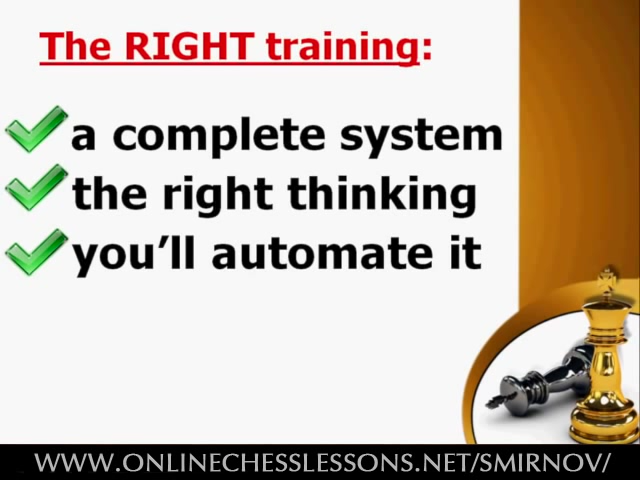 The RIGHT training:
a complete system
the right thinking
you’ll automate it
WWW.ONLINECHESSLESSONS.NET/SMIRNOV/